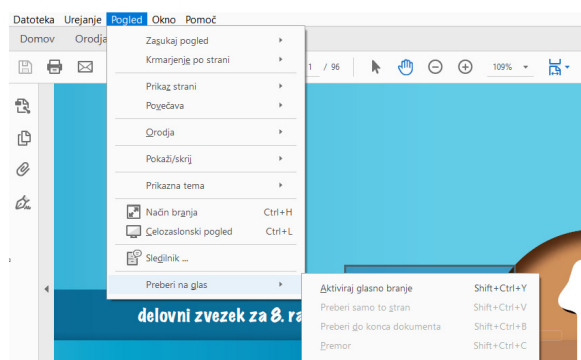 Datoteka Urejanje Pogled Okno Pomoč
Domov Orodja
1 / 96 109%
Zasukaj pogled
Krmarjenje po strani
Prikaz strani
Povečava
Orodja
Pokaži/skrij
Prikazna tema
Način branja Ctrl+H
Celozaslonski pogled Ctrl+L
Sledilnik ...
Preberi na glas
Aktiviraj glasno branje Shift+Ctrl+Y
Preberi samo to stran Shift+Ctrl+V
Preberi do konca dokumenta Shift+Ctrl+B
Premor Shift+Ctrl+C
delovni zvezek za 8. ra